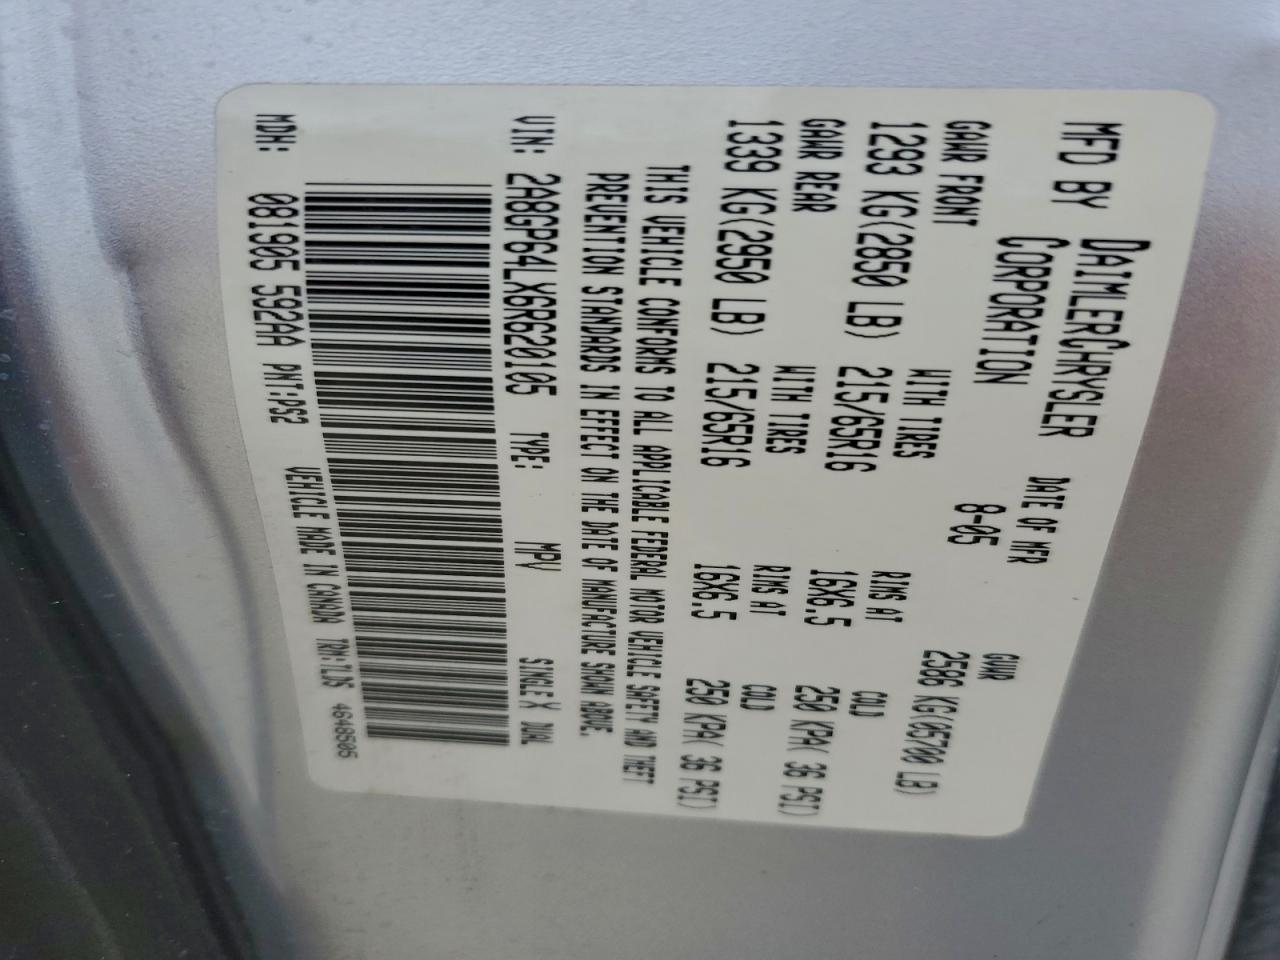 MFD BY DAIMLERCHRYSLER CORPORATION DATE OF MFR 8-05 GVWR 2586 KG(05700 LB)
GAWR FRONT WITH TIRES RIMS AT COLD
1293 KG(2850 LB) 215/65R16 16X6.5 250 KPA( 36 PSI)
GAWR REAR WITH TIRES RIMS AT COLD
1339 KG(2950 LB) 215/65R16 16X6.5 250 KPA( 36 PSI)
THIS VEHICLE CONFORMS TO ALL APPLICABLE FEDERAL MOTOR VEHICLE SAFETY AND THEFT
PREVENTION STANDARDS IN EFFECT ON THE DATE OF MANUFACTURE SHOWN ABOVE.
VIN: 2A8GP64LX6R620105 TYPE: MPV SINGLE X DUAL
MDH: 081905 592AA PNT:PS2 VEHICLE MADE IN CANADA TRM:7LDS 4648505